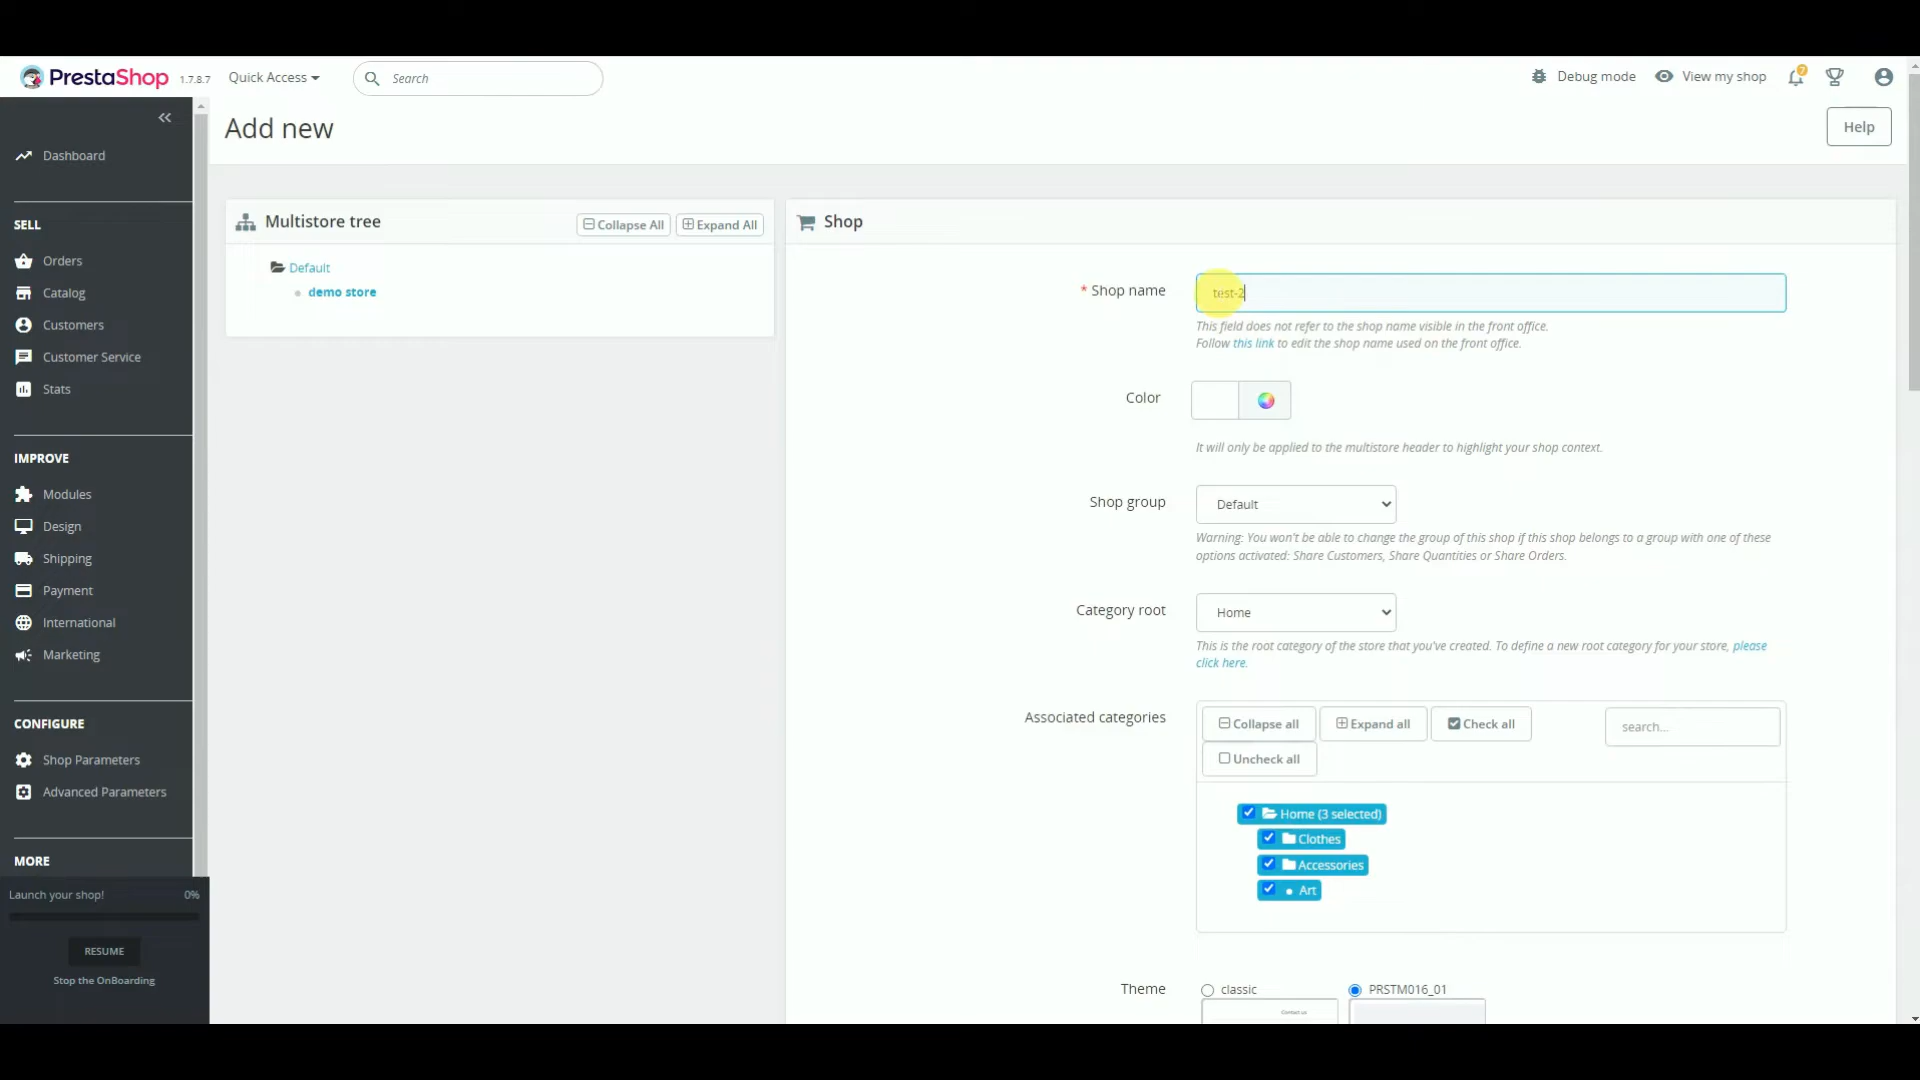 PrestaShop 1.7.8.7 Quick Access Search Debug mode View my shop 7
Add new Help
Dashboard
SELL
Orders
Catalog
Customers
Customer Service
Stats
IMPROVE
Modules
Design
Shipping
Payment
International
Marketing
CONFIGURE
Shop Parameters
Advanced Parameters
MORE
Launch your shop! 0%
RESUME
Stop the OnBoarding
Multistore tree Collapse All Expand All
Default
demo store
Shop
* Shop name test-2
This field does not refer to the shop name visible in the front office.
Follow this link to edit the shop name used on the front office.
Color
It will only be applied to the multistore header to highlight your shop context.
Shop group Default
Warning: You won't be able to change the group of this shop if this shop belongs to a group with one of these
options activated: Share Customers, Share Quantities or Share Orders.
Category root Home
This is the root category of the store that you've created. To define a new root category for your store, please
click here.
Associated categories Collapse all Expand all Check all search...
Uncheck all
Home (3 selected)
Clothes
Accessories
Art
Theme classic PRSTM016_01
Contact us